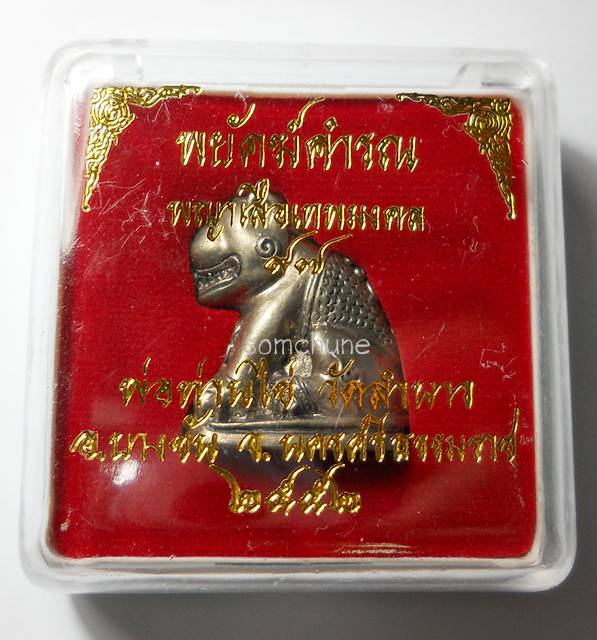 พยัคฆ์คำรณ
พญาเสือเทพมงคล
๙๗
somchune
พ่อท่านไข่ วัดลำนาว
อ.บางขัน จ.นครศรีธรรมราช
๒๕๕๒